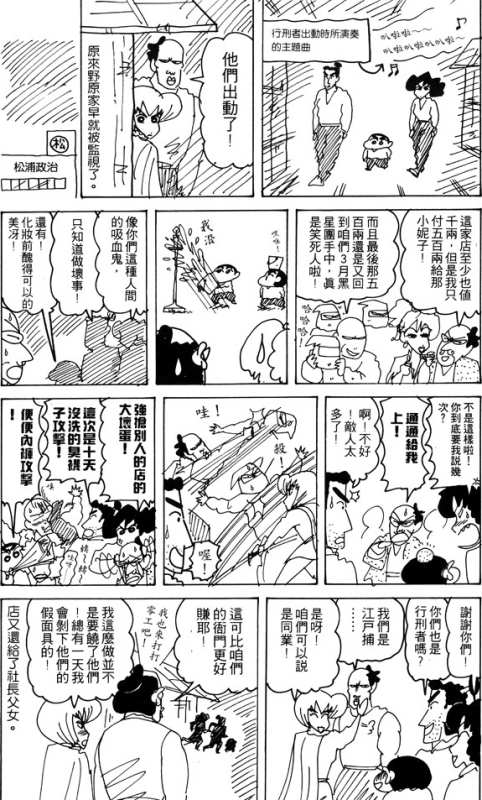 行刑者出動時所演奏
的主題曲
他們出動了！
原來野原家早就被監視了。
松
松浦政治
這家店至少也值
千兩，但是我只
付五百兩給那
小妮子！
而且最後那五
百兩還是又回
到咱們3月黑
星團手中，真
是笑死人啦！
哈哈哈！
我潑
像你們這種人間
的吸血鬼，
只知道做壞事！
還有！
化妝前醜得可以的
美冴！
不是這樣啦！
你到底要我說幾
次？
通通給我
上！
啊！不好
！敵人太
多了！
哇！
殺！
喔！
強搶別人的店的
大壞蛋！
這次是十天
沒洗的臭襪
子攻擊！
便便內褲攻擊
！
謝謝你們！
你們也是
行刑者嗎？
我們是
江戶捕
……
是呀！
咱們可以說
是同業！
這可比咱們
的衙門更好
賺耶！
我也來打打
零工吧！
我這麼做並不
是要饒了他們
！總有一天我
會剝下他們的
假面具的！
店又還給了社長父女。